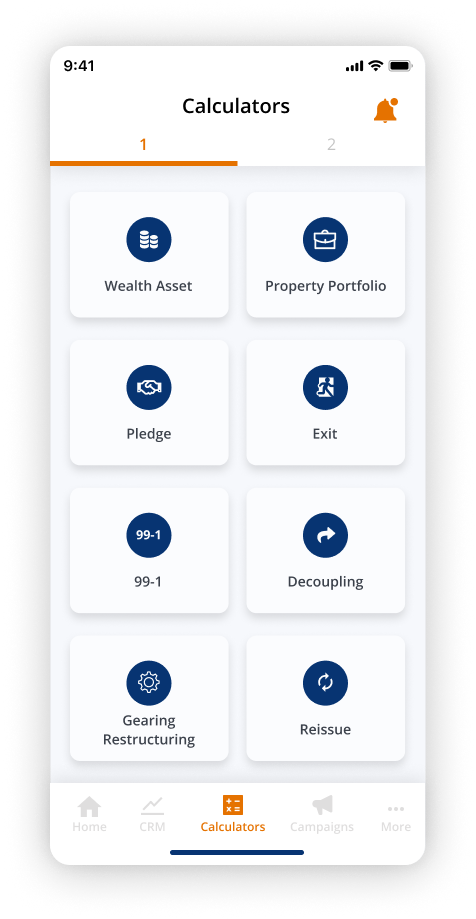 9:41
Calculators
1
2
Wealth Asset
Property Portfolio
Pledge
Exit
99-1
99-1
Decoupling
Gearing
Restructuring
Reissue
Home
CRM
Calculators
Campaigns
More